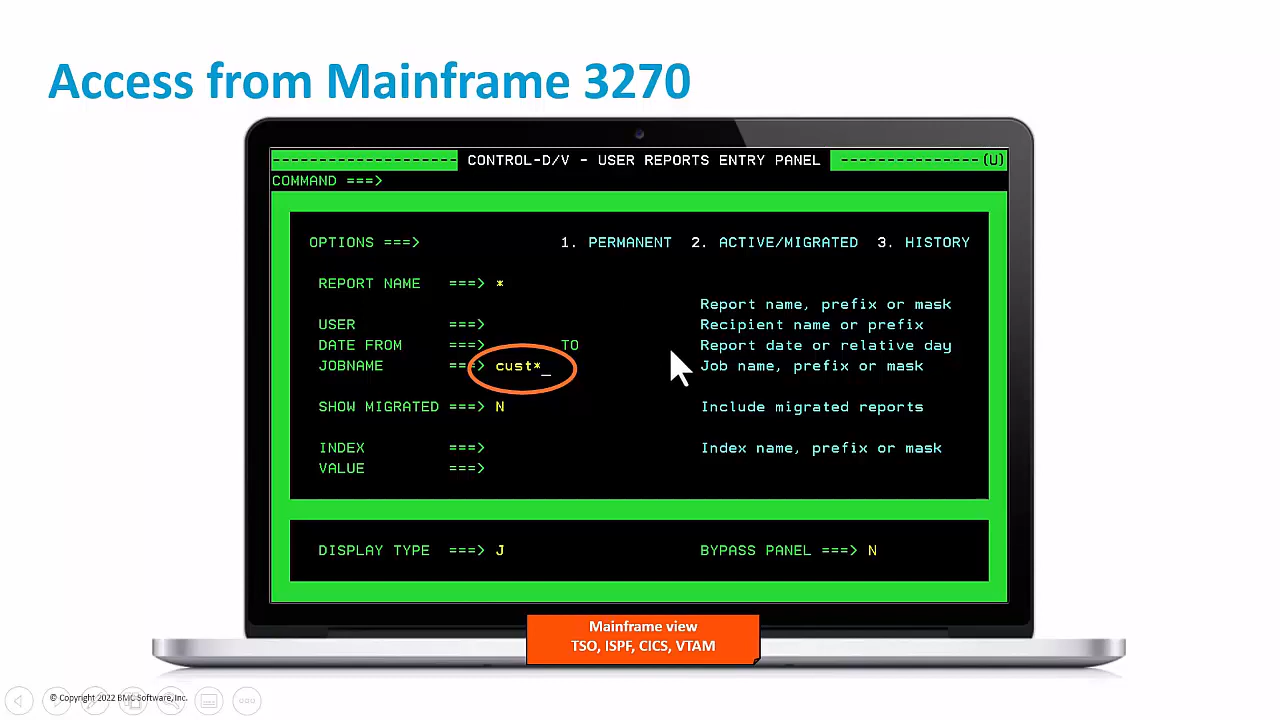 Access from Mainframe 3270
--------------------- CONTROL-D/V - USER REPORTS ENTRY PANEL ----------------(U)
COMMAND ===>
OPTIONS ===> 1. PERMANENT 2. ACTIVE/MIGRATED 3. HISTORY
REPORT NAME ===> *
Report name, prefix or mask
USER ===> Recipient name or prefix
DATE FROM ===> TO Report date or relative day
JOBNAME ===> cust*_ Job name, prefix or mask
SHOW MIGRATED ===> N Include migrated reports
INDEX ===> Index name, prefix or mask
VALUE ===>
DISPLAY TYPE ===> J BYPASS PANEL ===> N
Mainframe view
TSO, ISPF, CICS, VTAM
© Copyright 2022 BMC Software, Inc.